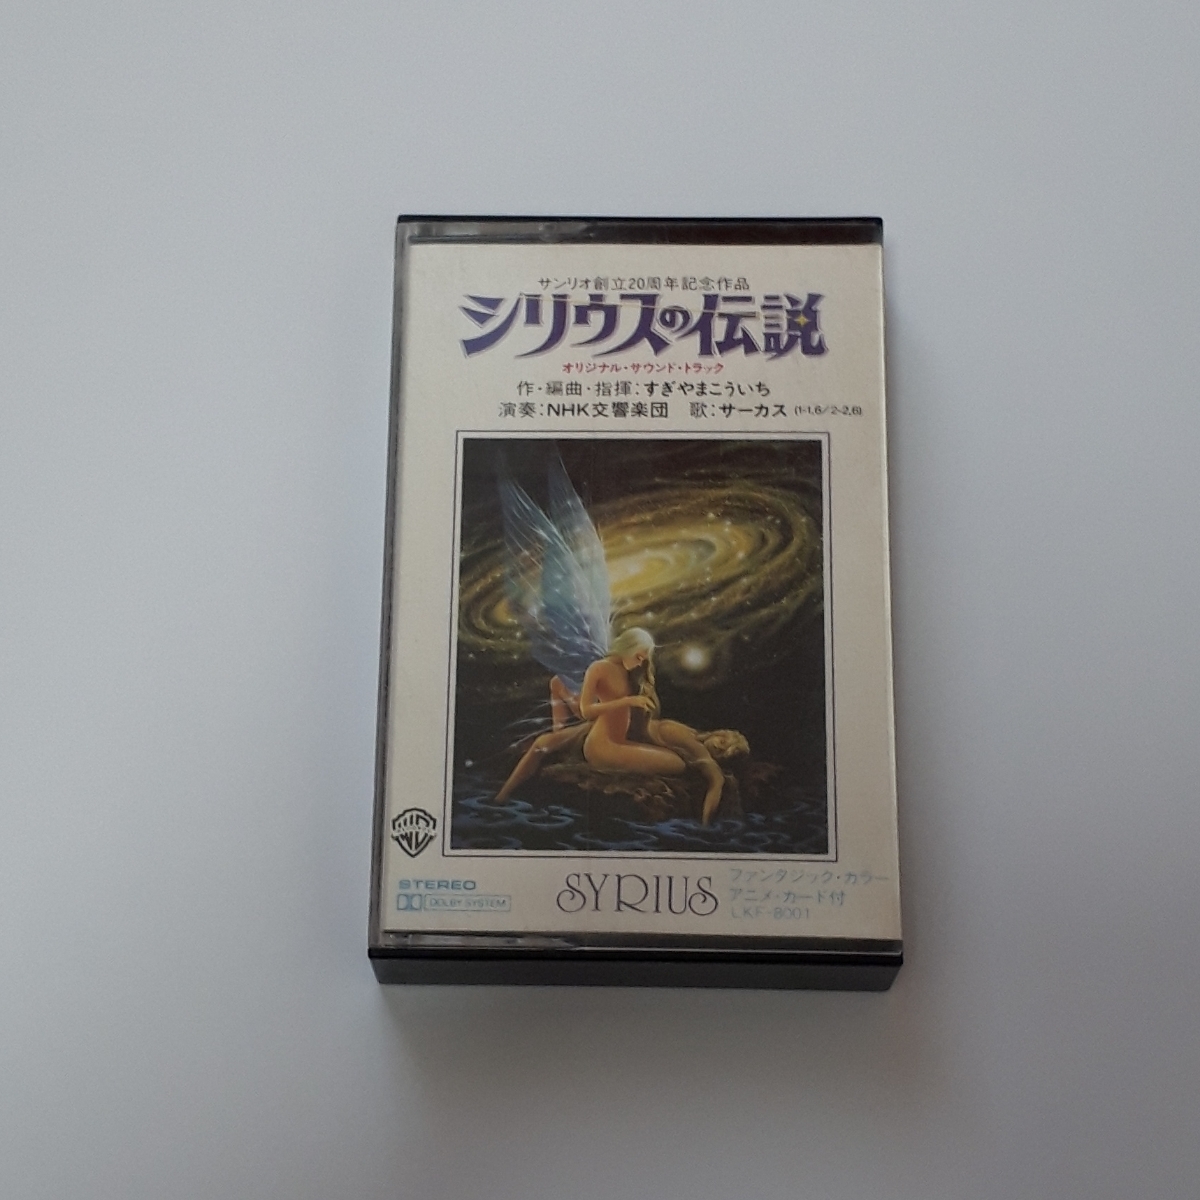 サンリオ創立20周年記念作品
シリウスの伝説
オリジナル・サウンド・トラック
作・編曲・指揮:すぎやまこういち
演奏:NHK交響楽団 歌:サーカス (1-1,6/2-2,6)
STEREO
DOLBY SYSTEM
SYRIUS
ファンタジック・カラー
アニメ・カード付
LKF-8001